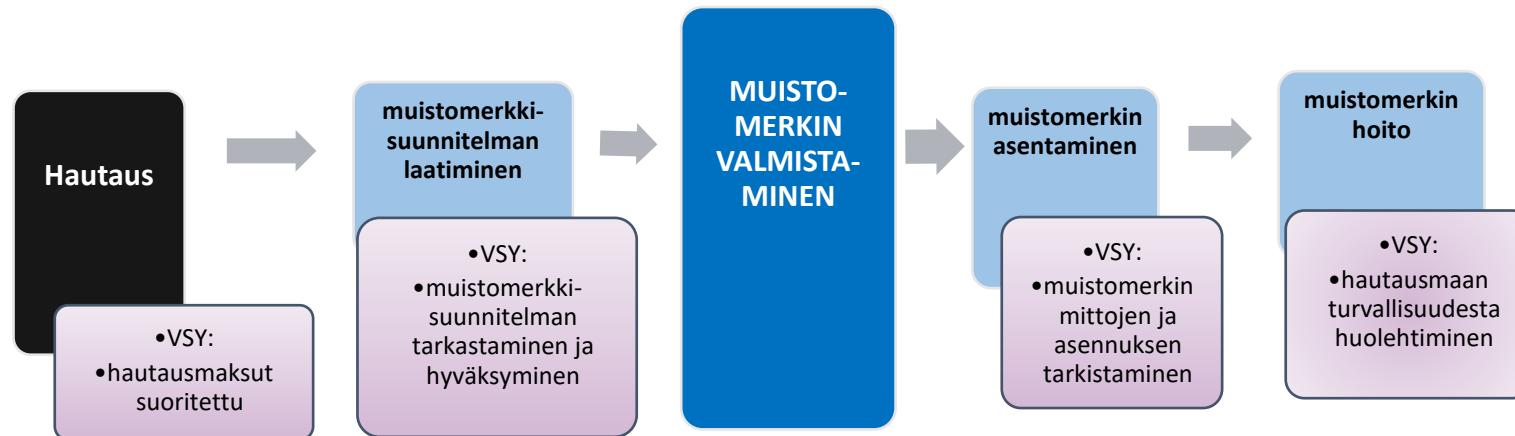 Hautaus
•VSY:
•hautausmaksut
suoritettu
muistomerkki-
suunnitelman
laatiminen
•VSY:
•muistomerkki-
suunnitelman
tarkastaminen ja
hyväksyminen
MUISTO-
MERKIN
VALMISTA-
MINEN
muistomerkin
asentaminen
•VSY:
•muistomerkin
mittojen ja
asennuksen
tarkistaminen
muistomerkin
hoito
•VSY:
•hautausmaan
turvallisuudesta
huolehtiminen